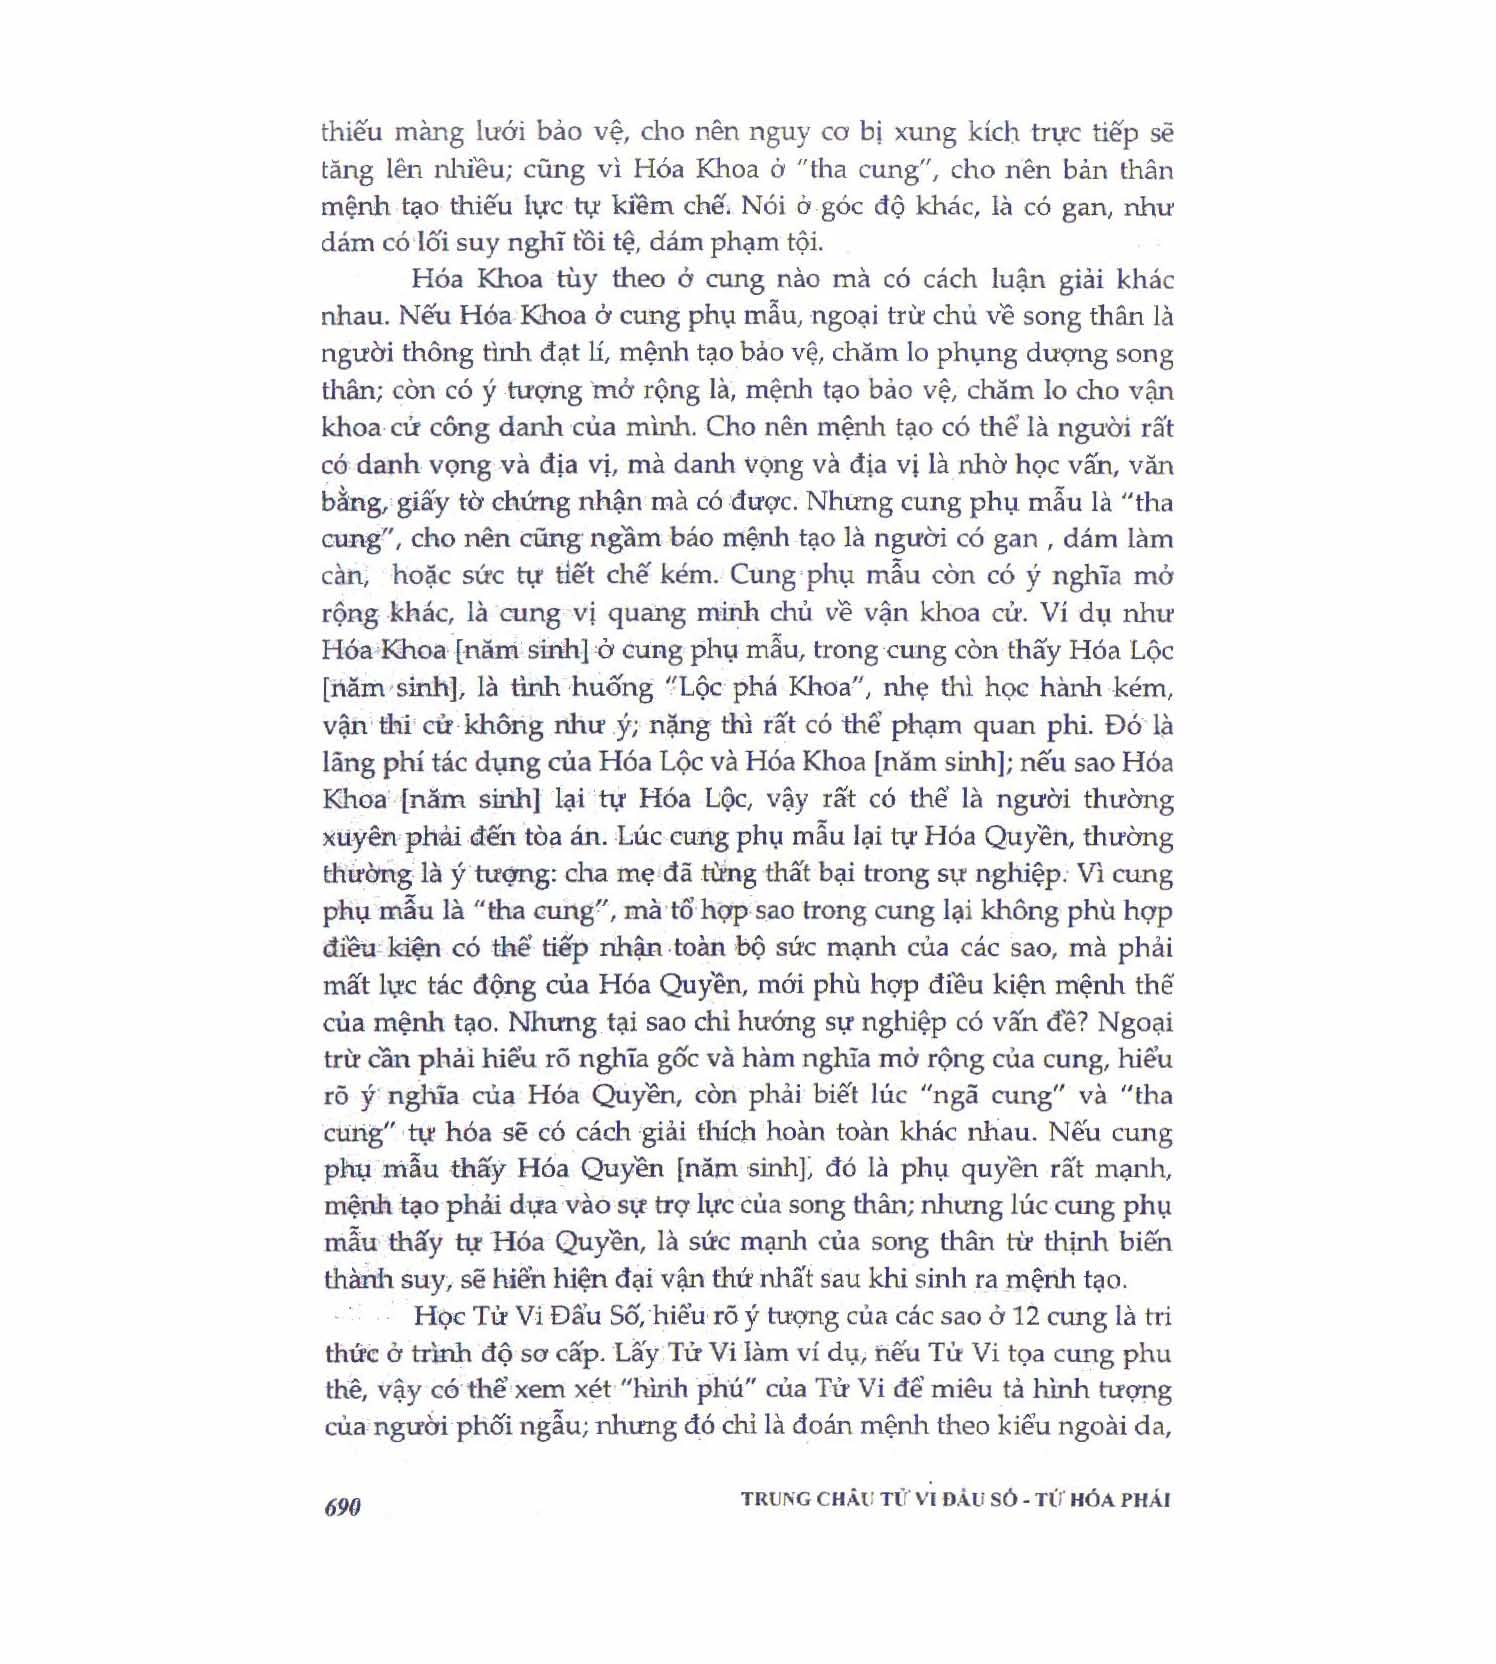 thiếu màng lưới bảo vệ, cho nên nguy cơ bị xung kích trực tiếp sẽ
tăng lên nhiều; cũng vì Hóa Khoa ở "tha cung", cho nên bản thân
mệnh tạo thiếu lực tự kiềm chế. Nói ở góc độ khác, là có gan, như
dám có lối suy nghĩ tồi tệ, dám phạm tội.
Hóa Khoa tùy theo ở cung nào mà có cách luận giải khác
nhau. Nếu Hóa Khoa ở cung phụ mẫu, ngoại trừ chủ về song thân là
người thông tình đạt lí, mệnh tạo bảo vệ, chăm lo phụng dưỡng song
thân; còn có ý tượng mở rộng là, mệnh tạo bảo vệ, chăm lo cho vận
khoa cử công danh của mình. Cho nên mệnh tạo có thể là người rất
có danh vọng và địa vị, mà danh vọng và địa vị là nhờ học vấn, văn
bằng, giấy tờ chứng nhận mà có được. Nhưng cung phụ mẫu là "tha
cung", cho nên cũng ngầm báo mệnh tạo là người có gan , dám làm
càn, hoặc sức tự tiết chế kém. Cung phụ mẫu còn có ý nghĩa mở
rộng khác, là cung vị quang minh chủ về vận khoa cử. Ví dụ như
Hóa Khoa [năm sinh] ở cung phụ mẫu, trong cung còn thấy Hóa Lộc
[năm sinh], là tình huống "Lộc phá Khoa", nhẹ thì học hành kém,
vận thi cử không như ý; nặng thì rất có thể phạm quan phi. Đó là
lãng phí tác dụng của Hóa Lộc và Hóa Khoa [năm sinh]; nếu sao Hóa
Khoa [năm sinh] lại tự Hóa Lộc, vậy rất có thể là người thường
xuyên phải đến tòa án. Lúc cung phụ mẫu lại tự Hóa Quyền, thường
thường là ý tượng: cha mẹ đã từng thất bại trong sự nghiệp. Vì cung
phụ mẫu là "tha cung", mà tổ hợp sao trong cung lại không phù hợp
điều kiện có thể tiếp nhận toàn bộ sức mạnh của các sao, mà phải
mất lực tác động của Hóa Quyền, mới phù hợp điều kiện mệnh thế
của mệnh tạo. Nhưng tại sao chỉ hướng sự nghiệp có vấn đề? Ngoại
trừ cần phải hiểu rõ nghĩa gốc và hàm nghĩa mở rộng của cung, hiểu
rõ ý nghĩa của Hóa Quyền, còn phải biết lúc "ngã cung" và "tha
cung" tự hóa sẽ có cách giải thích hoàn toàn khác nhau. Nếu cung
phụ mẫu thấy Hóa Quyền [năm sinh], đó là phụ quyền rất mạnh,
mệnh tạo phải dựa vào sự trợ lực của song thân; nhưng lúc cung phụ
mẫu thấy tự Hóa Quyền, là sức mạnh của song thân từ thịnh biến
thành suy, sẽ hiển hiện đại vận thứ nhất sau khi sinh ra mệnh tạo.
Học Tử Vi Đẩu Số, hiểu rõ ý tượng của các sao ở 12 cung là tri
thức ở trình độ sơ cấp. Lấy Tử Vi làm ví dụ, nếu Tử Vi tọa cung phu
thê, vậy có thể xem xét "hình phú" của Tử Vi để miêu tả hình tượng
của người phối ngẫu; nhưng đó chỉ là đoán mệnh theo kiểu ngoài da,
690
TRUNG CHÂU TỬ VI ĐẨU SỐ - TỨ HÓA PHÁI